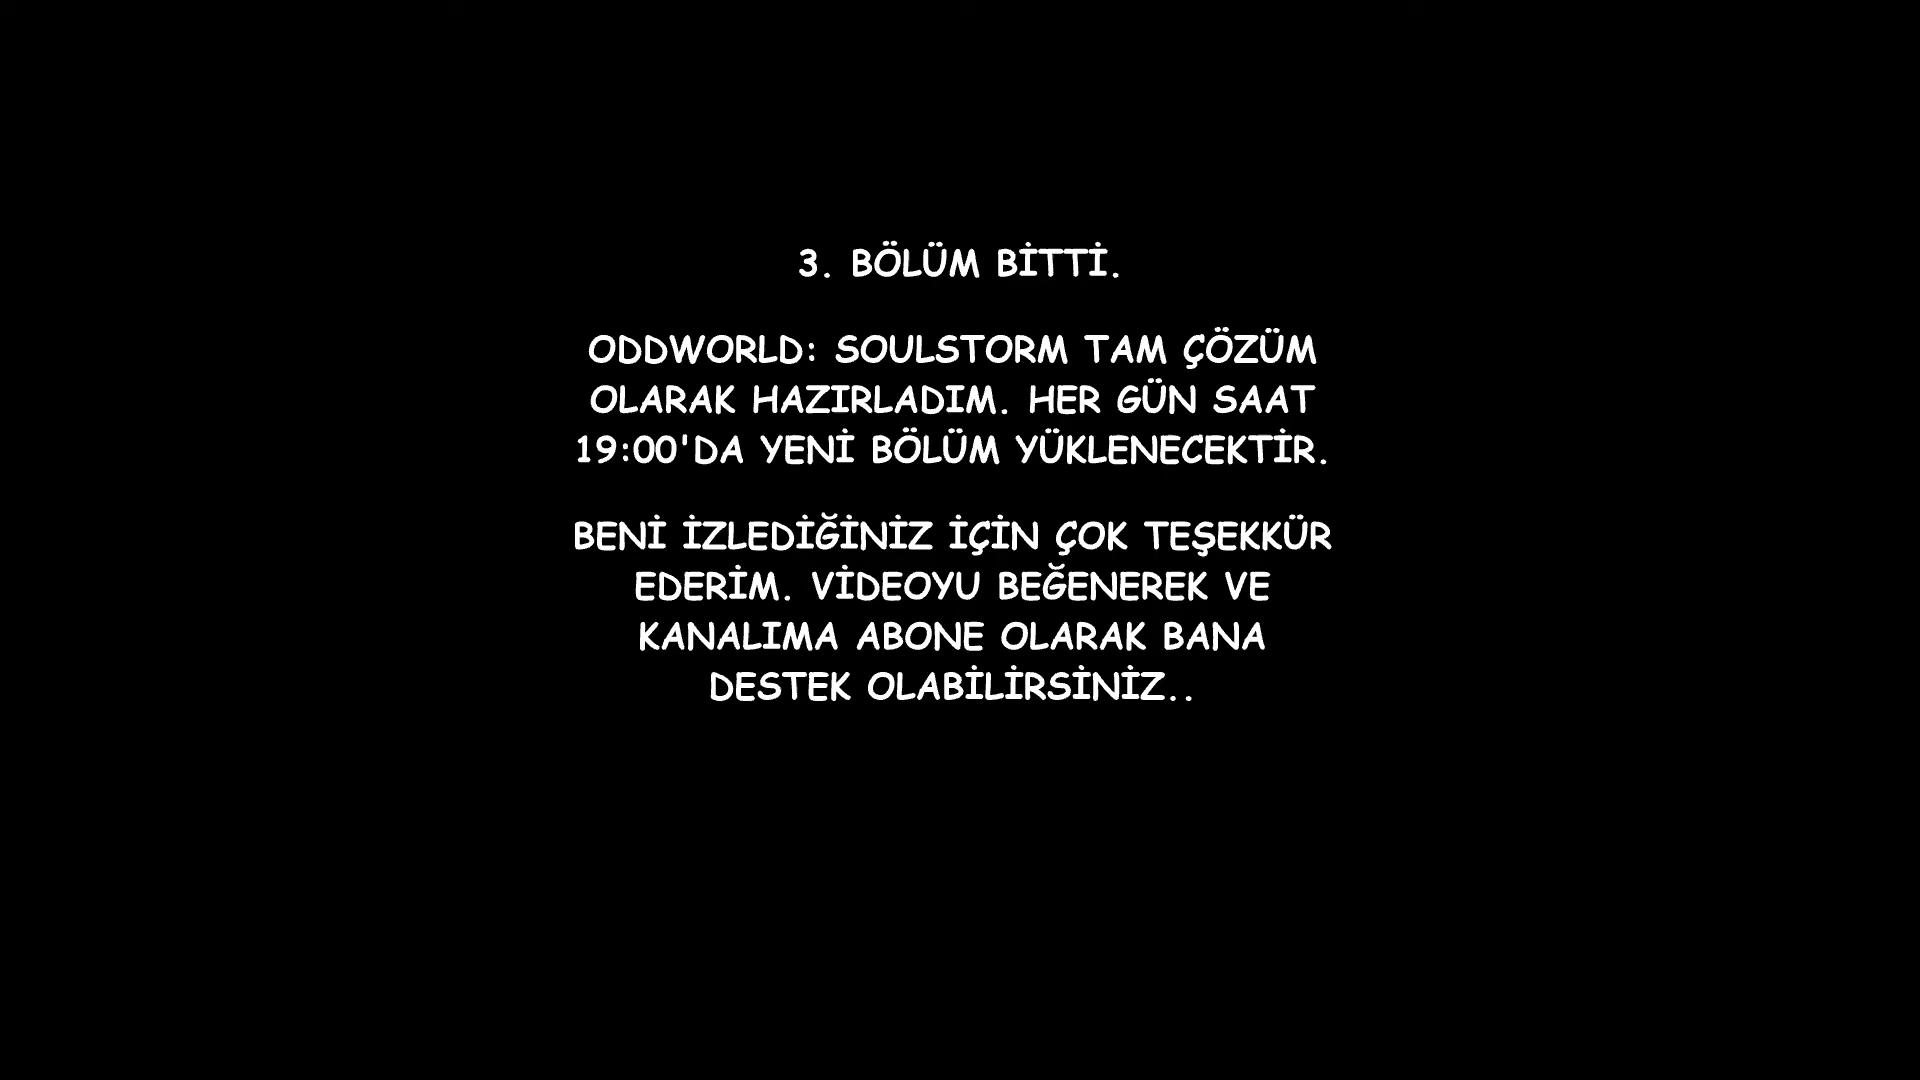 3. BÖLÜM BİTTİ.
ODDWORLD: SOULSTORM TAM ÇÖZÜM
OLARAK HAZIRLADIM. HER GÜN SAAT
19:00'DA YENİ BÖLÜM YÜKLENECEKTİR.
BENİ İZLEDİĞİNİZ İÇİN ÇOK TEŞEKKÜR
EDERİM. VİDEOYU BEĞENEREK VE
KANALIMA ABONE OLARAK BANA
DESTEK OLABİLİRSİNİZ..